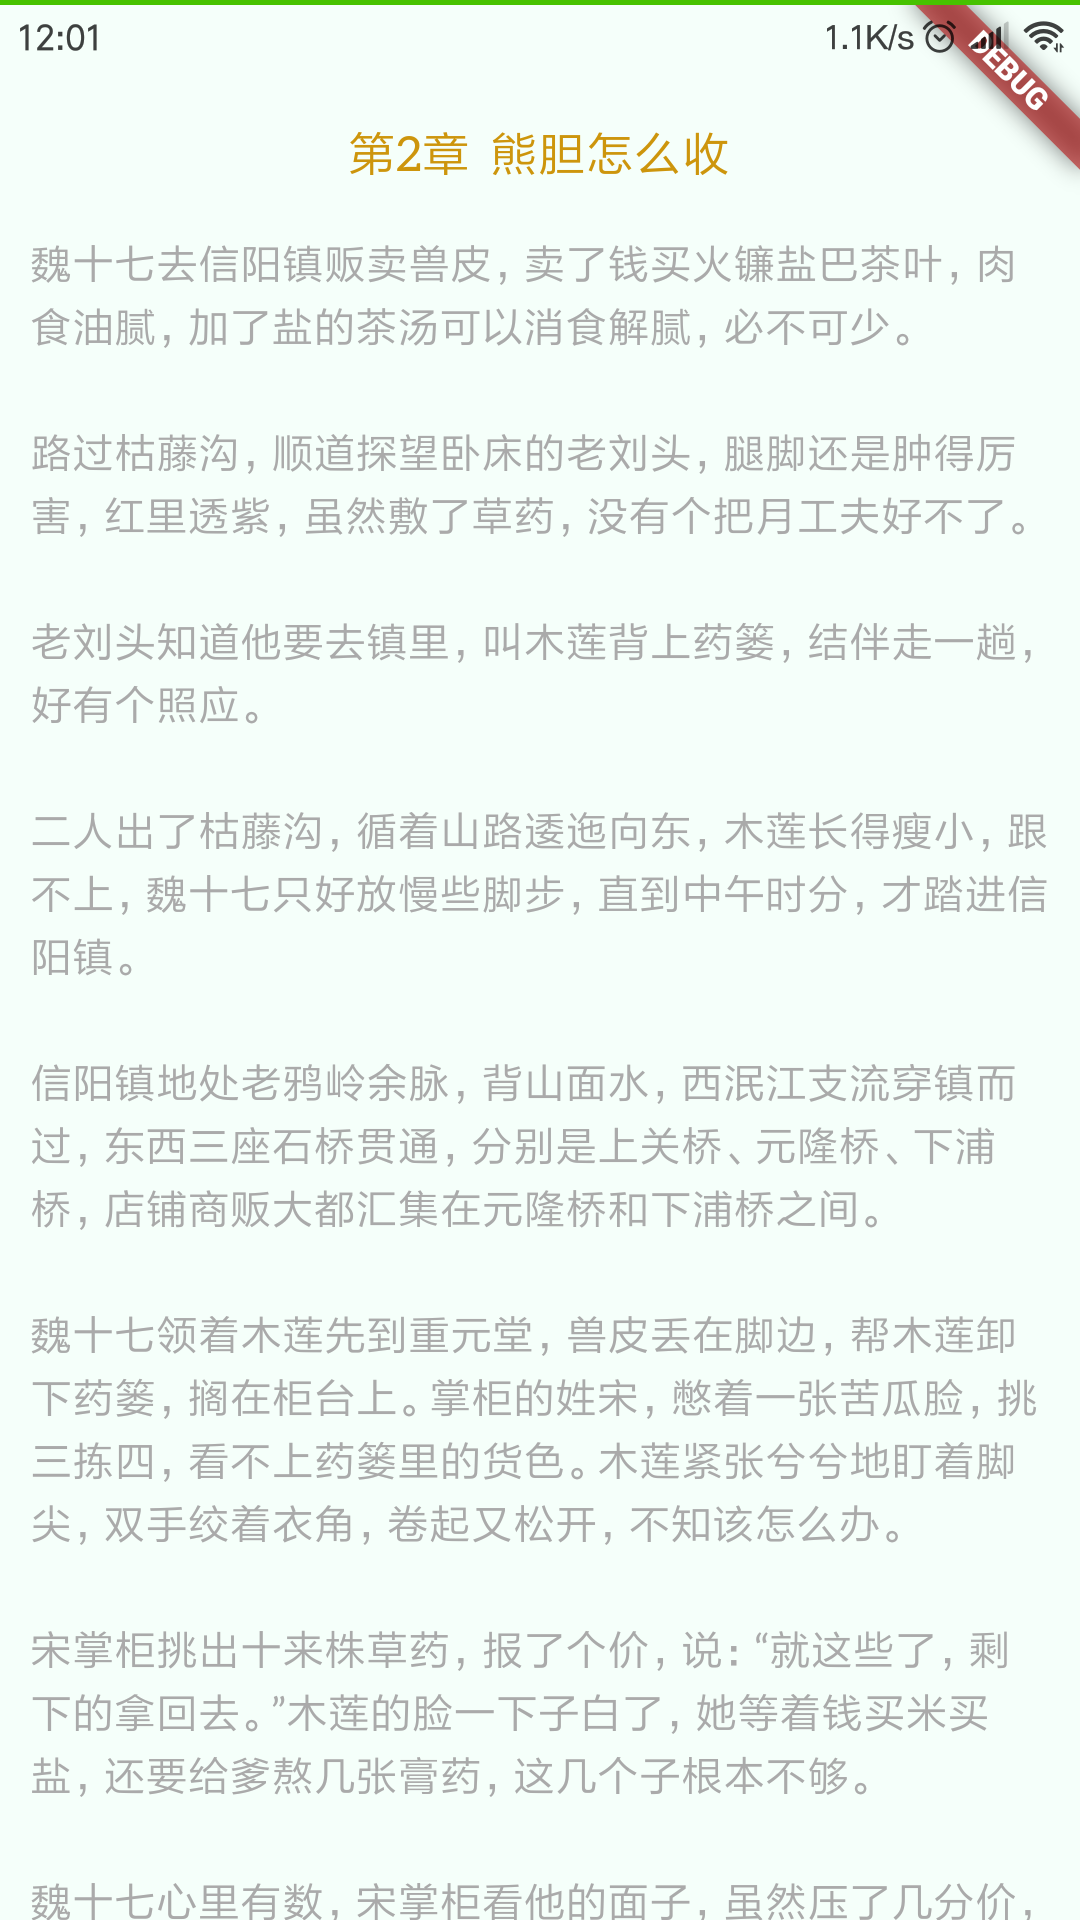 12:01
1.1K/s
DEBUG
第2章 熊胆怎么收
魏十七去信阳镇贩卖兽皮，卖了钱买火镰盐巴茶叶，肉
食油腻，加了盐的茶汤可以消食解腻，必不可少。
路过枯藤沟，顺道探望卧床的老刘头，腿脚还是肿得厉
害，红里透紫，虽然敷了草药，没有个把月工夫好不了。
老刘头知道他要去镇里，叫木莲背上药篓，结伴走一趟，
好有个照应。
二人出了枯藤沟，循着山路逶迤向东，木莲长得瘦小，跟
不上，魏十七只好放慢些脚步，直到中午时分，才踏进信
阳镇。
信阳镇地处老鸦岭余脉，背山面水，西泯江支流穿镇而
过，东西三座石桥贯通，分别是上关桥、元隆桥、下浦
桥，店铺商贩大都汇集在元隆桥和下浦桥之间。
魏十七领着木莲先到重元堂，兽皮丢在脚边，帮木莲卸
下药篓，搁在柜台上。掌柜的姓宋，憋着一张苦瓜脸，挑
三拣四，看不上药篓里的货色。木莲紧张兮兮地盯着脚
尖，双手绞着衣角，卷起又松开，不知该怎么办。
宋掌柜挑出十来株草药，报了个价，说：“就这些了，剩
下的拿回去。”木莲的脸一下子白了，她等着钱买米买
盐，还要给爹熬几张膏药，这几个子根本不够。
魏十七心里有数，宋掌柜看他的面子，虽然压了几分价，